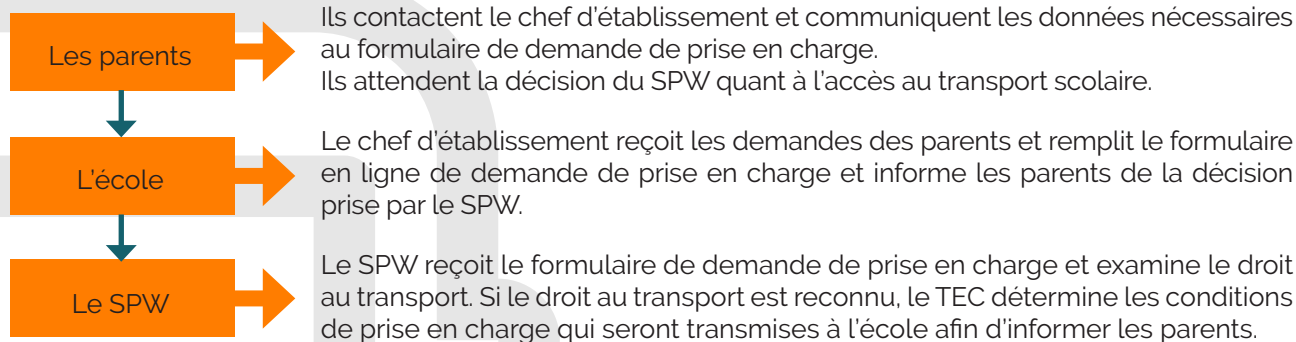 Les parents
Ils contactent le chef d’établissement et communiquent les données nécessaires
au formulaire de demande de prise en charge.
Ils attendent la décision du SPW quant à l’accès au transport scolaire.
L’école
Le chef d’établissement reçoit les demandes des parents et remplit le formulaire
en ligne de demande de prise en charge et informe les parents de la décision
prise par le SPW.
Le SPW
Le SPW reçoit le formulaire de demande de prise en charge et examine le droit
au transport. Si le droit au transport est reconnu, le TEC détermine les conditions
de prise en charge qui seront transmises à l’école afin d’informer les parents.